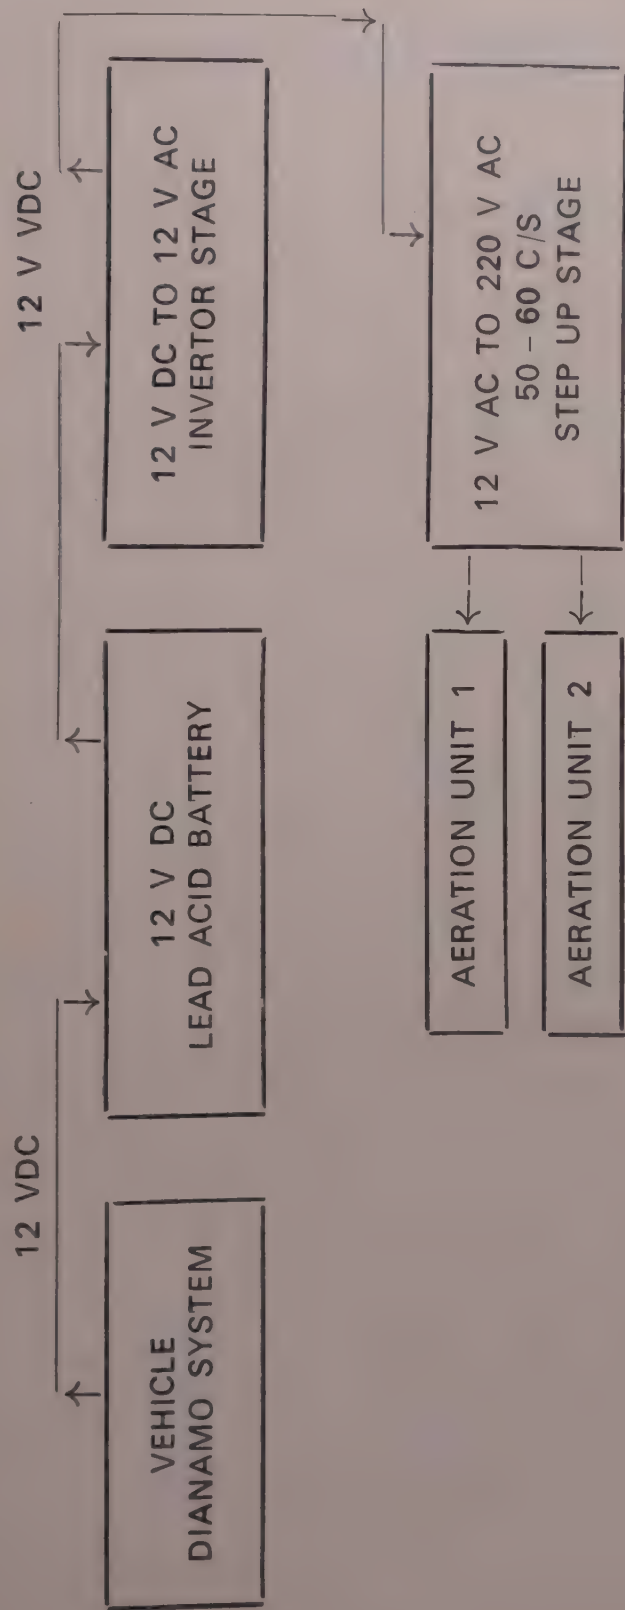 12 VDC
12 V VDC
VEHICLE
DIANAMO SYSTEM
12 V DC
LEAD ACID BATTERY
12 V DC TO 12 V AC
INVERTOR STAGE
12 V AC TO 220 V AC
50 – 60 C/S
STEP UP STAGE
AERATION UNIT 1
AERATION UNIT 2